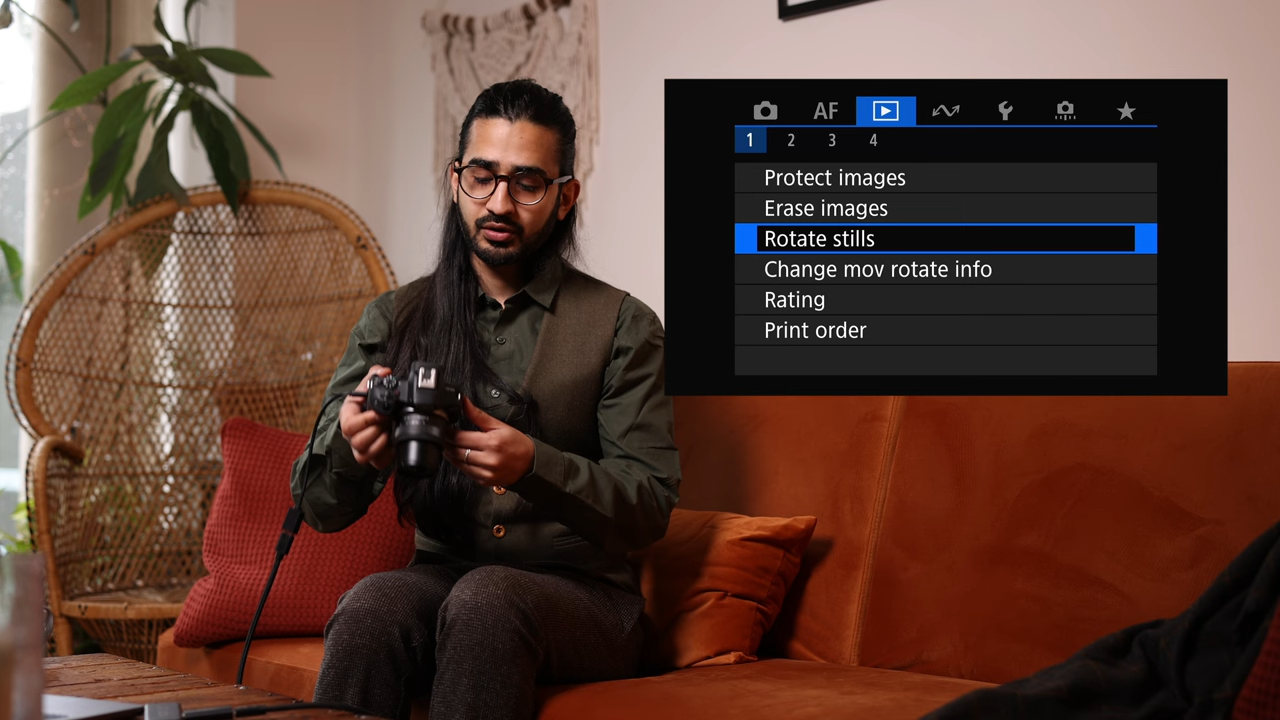 AF
1 2 3 4
Protect images
Erase images
Rotate stills
Change mov rotate info
Rating
Print order